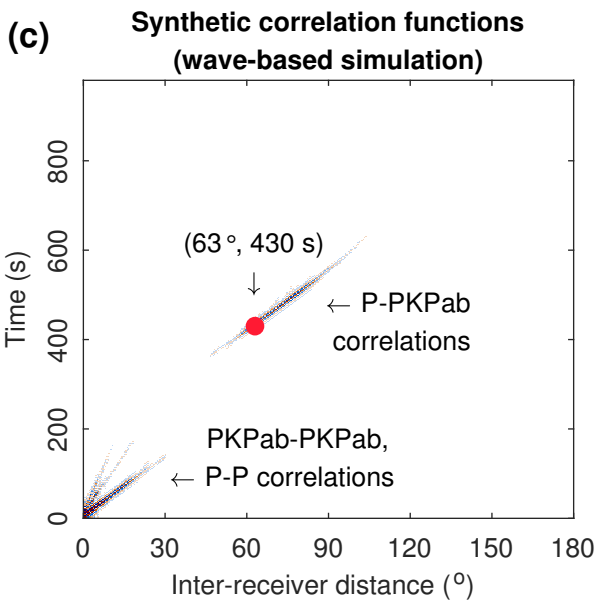 (c)
Synthetic correlation functions
(wave-based simulation)
Time (s)
800
600
400
200
0
(63°, 430 s)
↓
← P-PKPab
correlations
PKPab-PKPab,
← P-P correlations
0 30 60 90 120 150 180
Inter-receiver distance (°)